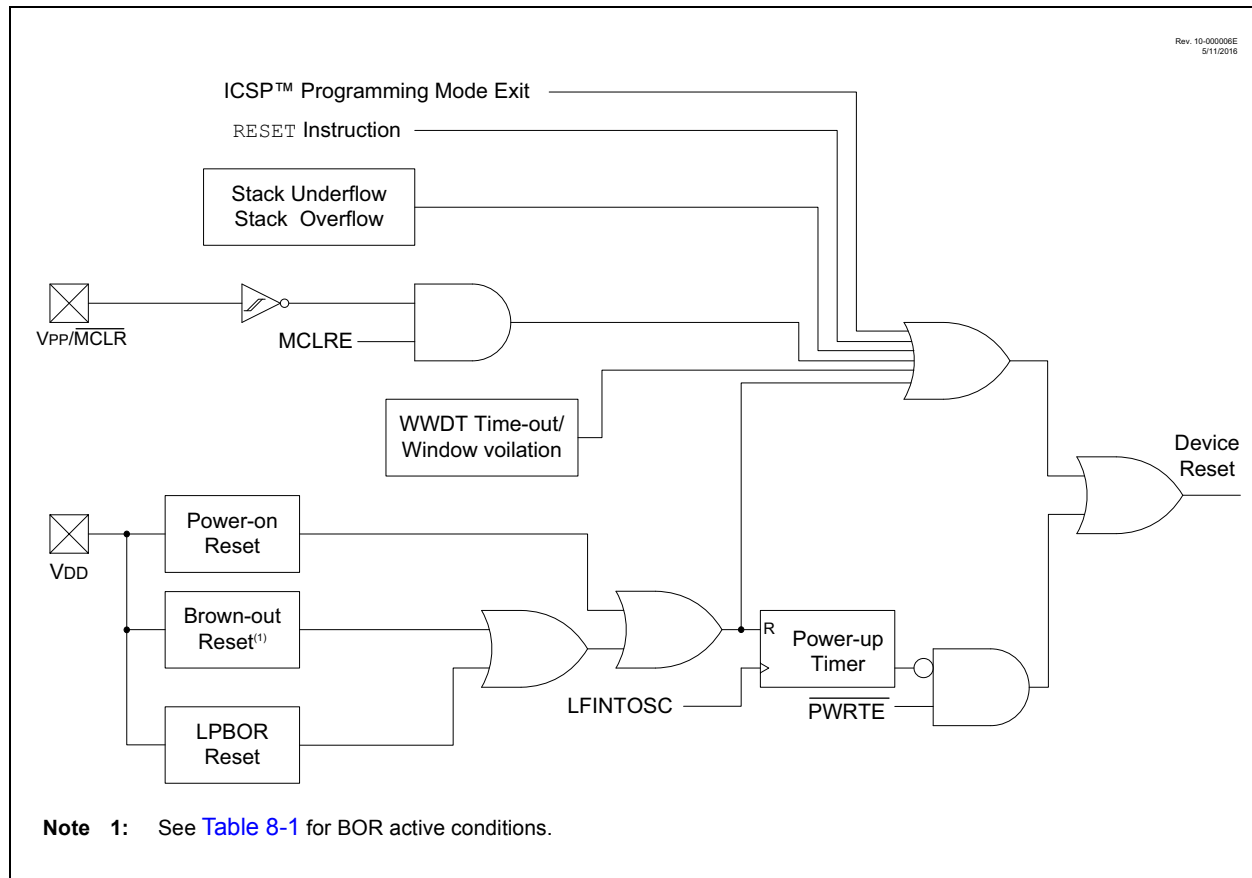 Rev. 10-000006E
5/11/2016
ICSP™ Programming Mode Exit
RESET Instruction
Stack Underflow
Stack Overflow
VPP/MCLR
MCLRE
WWDT Time-out/
Window voilation
Device
Reset
Power-on
Reset
VDD
Brown-out
Reset(1)
R
Power-up
Timer
LFINTOSC
PWRTE
LPBOR
Reset
Note 1: See Table 8-1 for BOR active conditions.